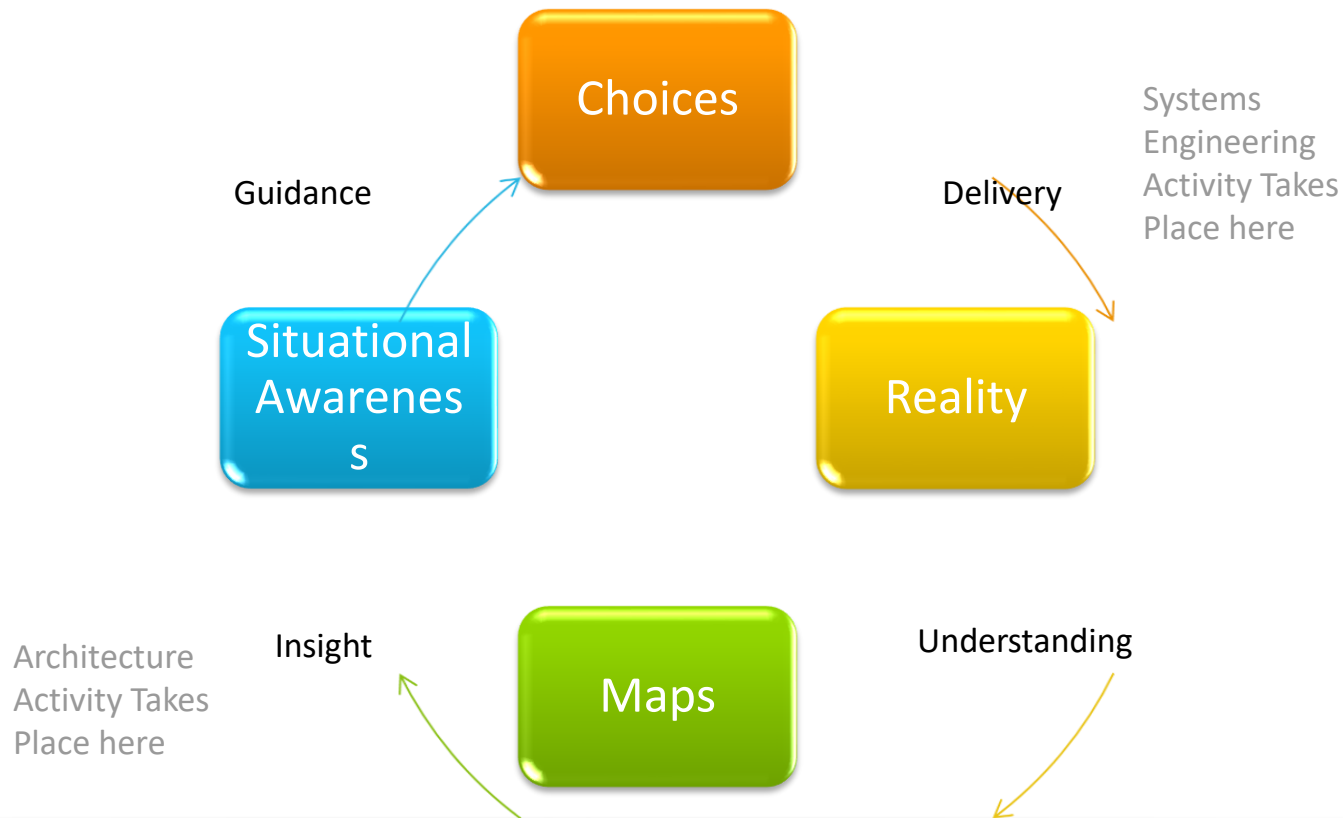 Choices
Systems
Engineering
Activity Takes
Place here
Guidance
Delivery
Situational
Awarenes
s
Reality
Architecture
Activity Takes
Place here
Insight
Maps
Understanding